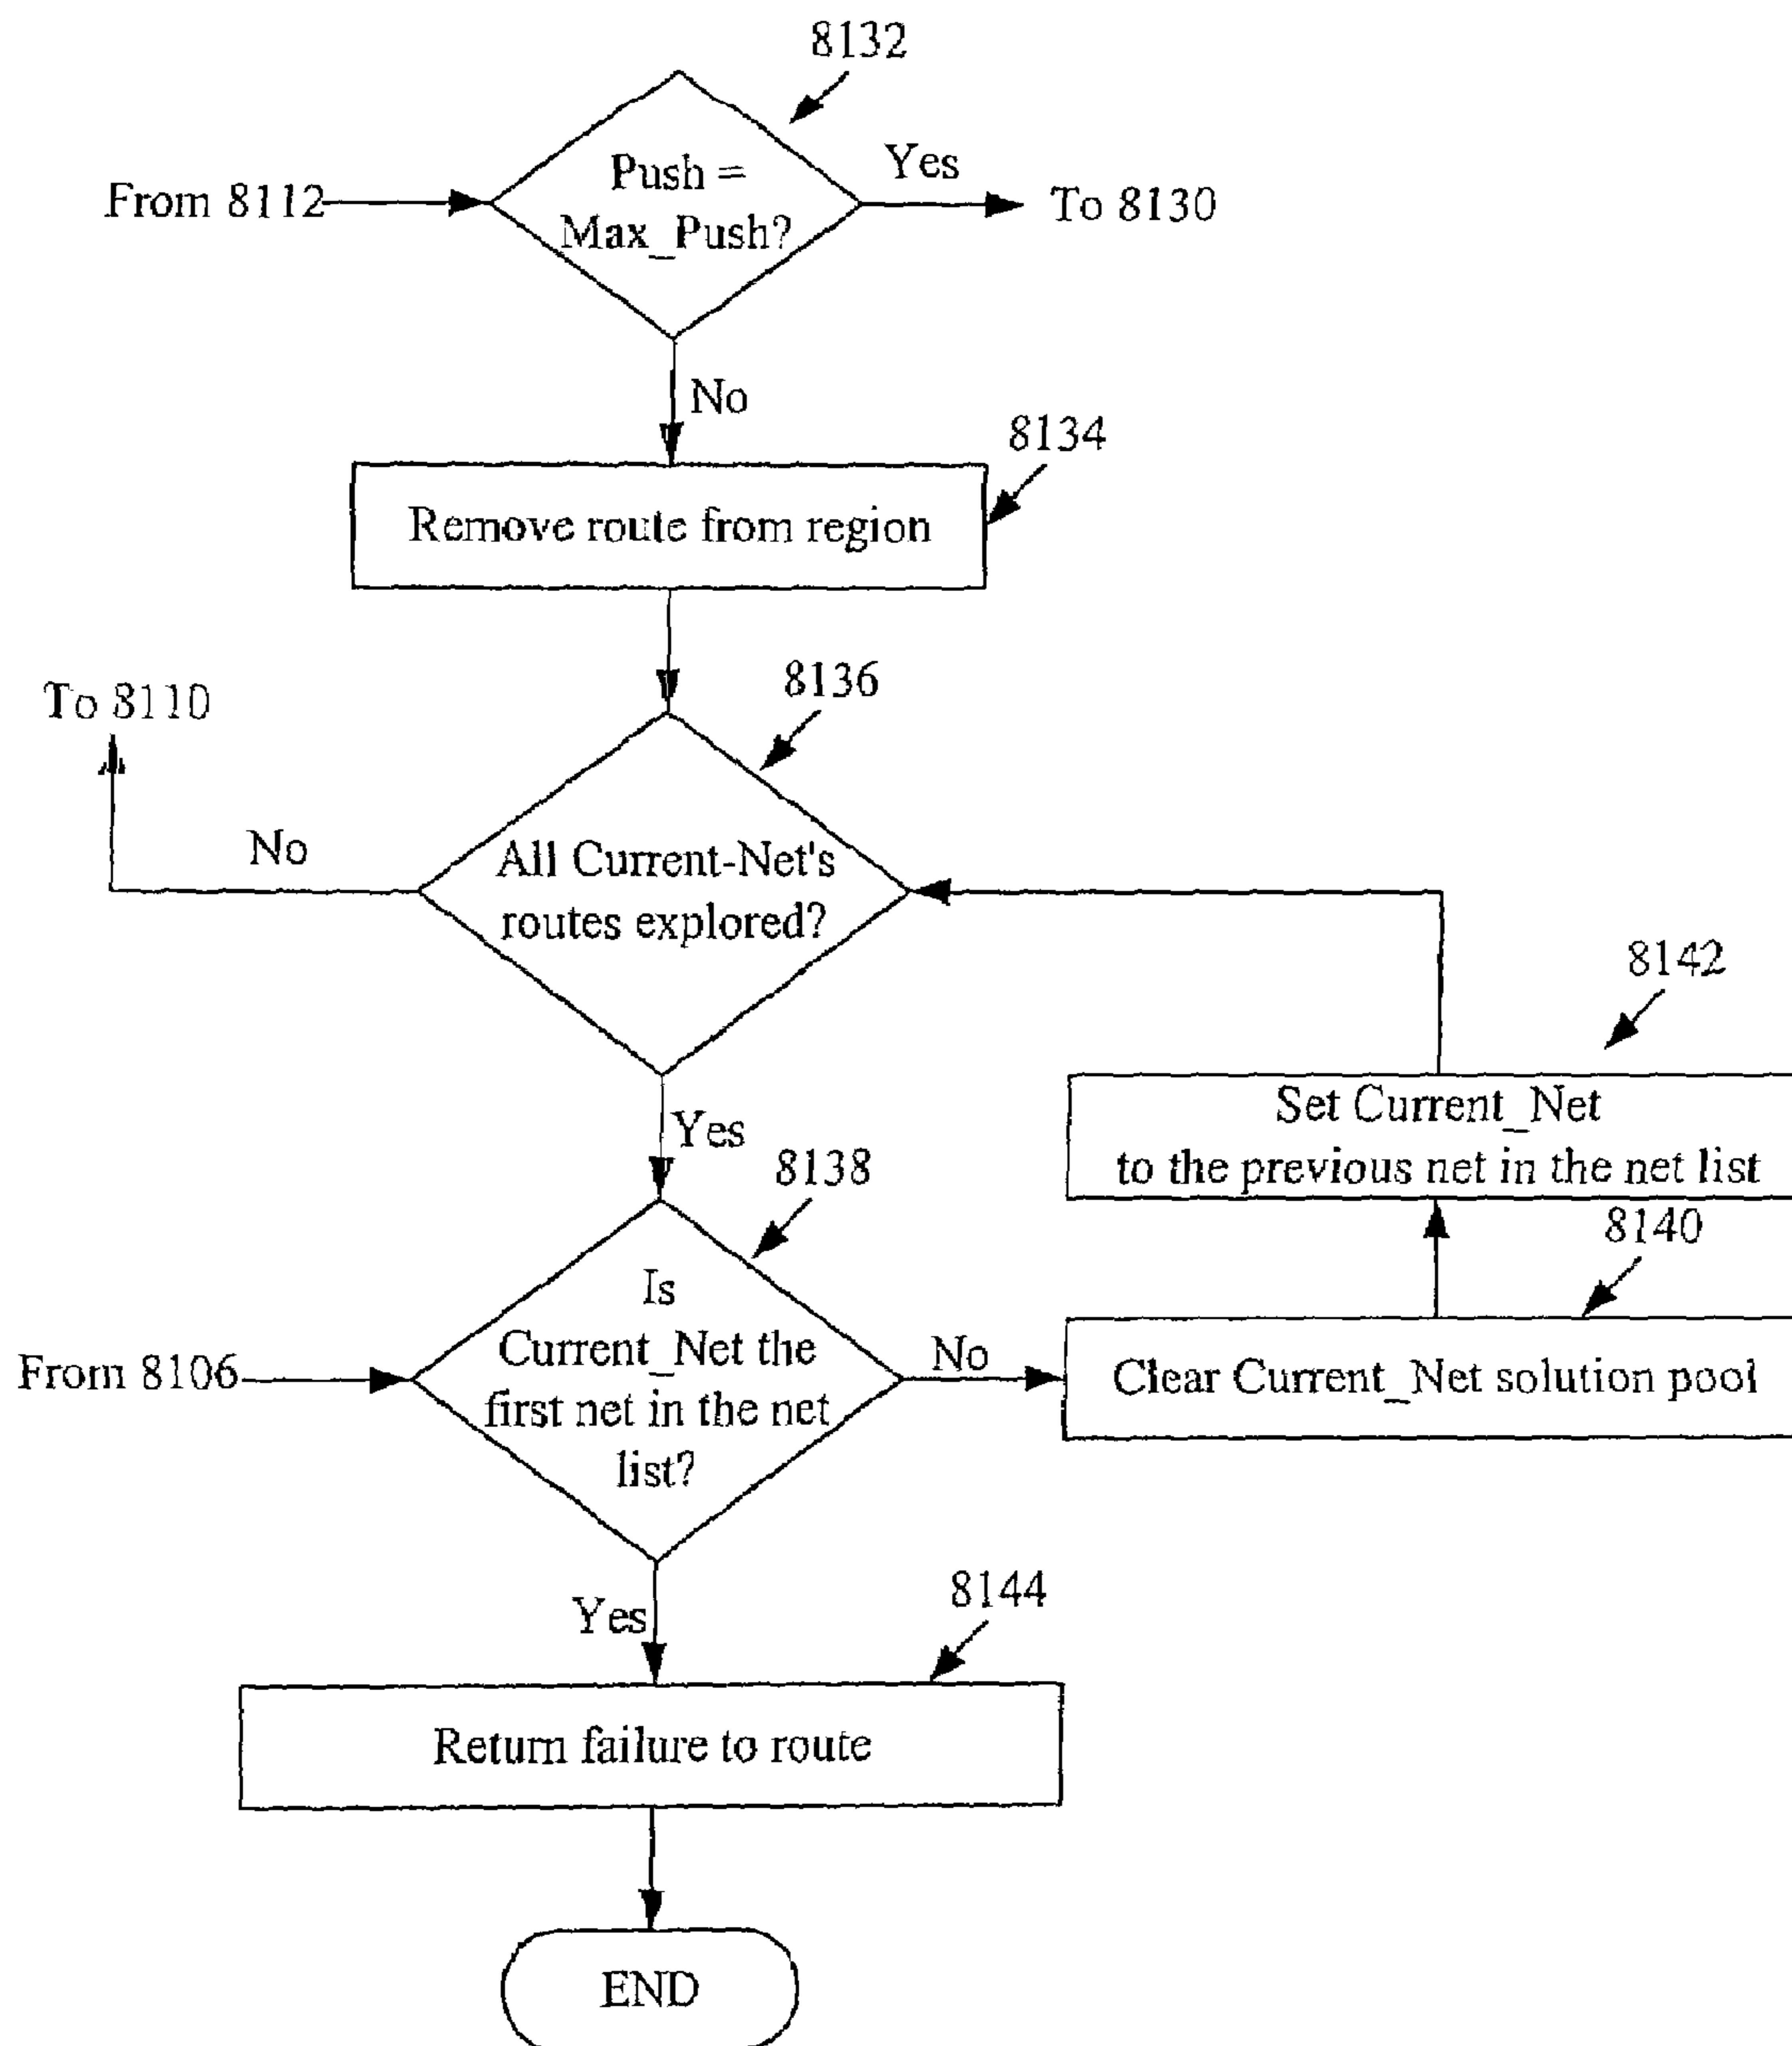 8132
Push =
Max_Push?
From 8112
Yes
To 8130
No
8134
Remove route from region
8136
To 8110
No
All Current-Net's
routes explored?
8142
Set Current_Net
to the previous net in the net list
Yes
8138
8140
Is
Current_Net the
first net in the net
list?
From 8106
No
Clear Current_Net solution pool
Yes
8144
Return failure to route
END